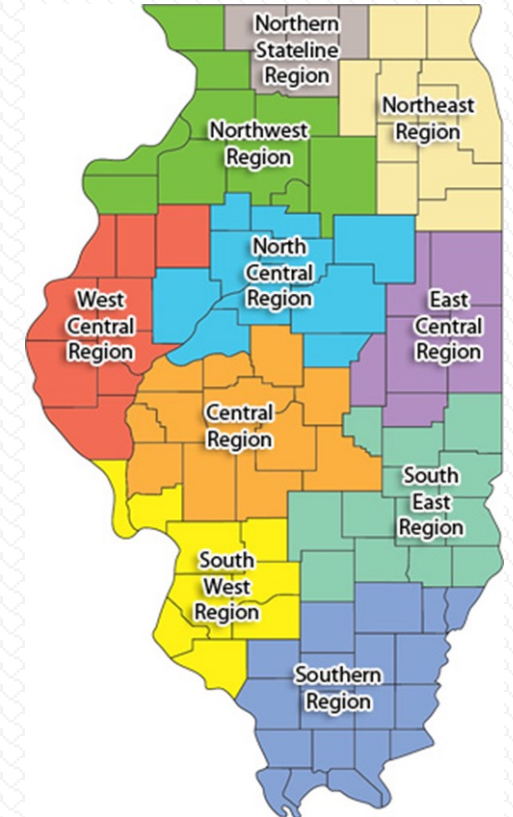 Northern
Stateline
Region
Northeast
Region
Northwest
Region
North
Central
Region
West
Central
Region
East
Central
Region
Central
Region
South
East
Region
South
West
Region
Southern
Region